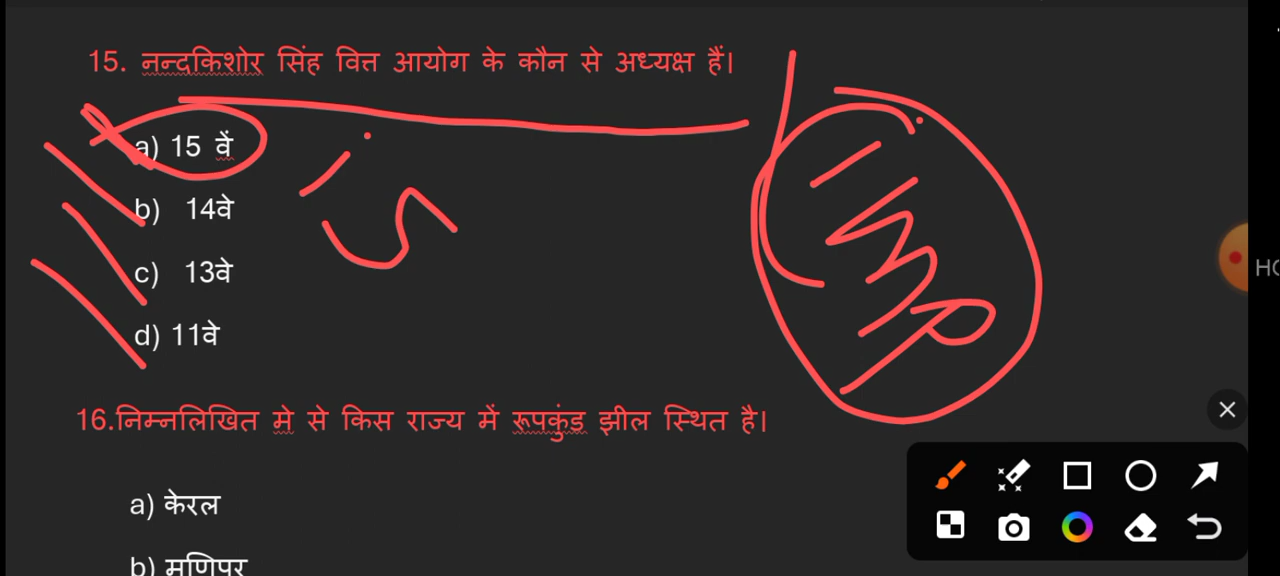 15. नन्दकिशोर सिंह वित्त आयोग के कौन से अध्यक्ष हैं।
a) 15 वें
b) 14वे
c) 13वे
d) 11वे
15
IMP
16.निम्नलिखित मे से किस राज्य में रूपकुंड झील स्थित है।
a) केरल
b) मणिपुर